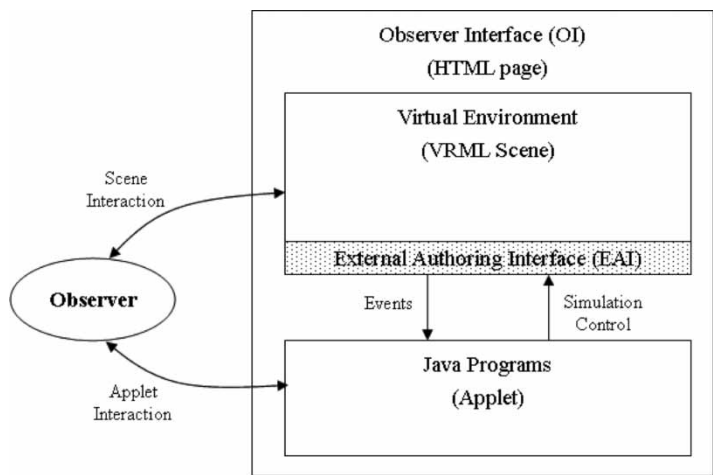 Observer Interface (OI)
(HTML page)
Virtual Environment
(VRML Scene)
Scene
Interaction
External Authoring Interface (EAI)
Observer
Events
Simulation
Control
Java Programs
(Applet)
Applet
Interaction